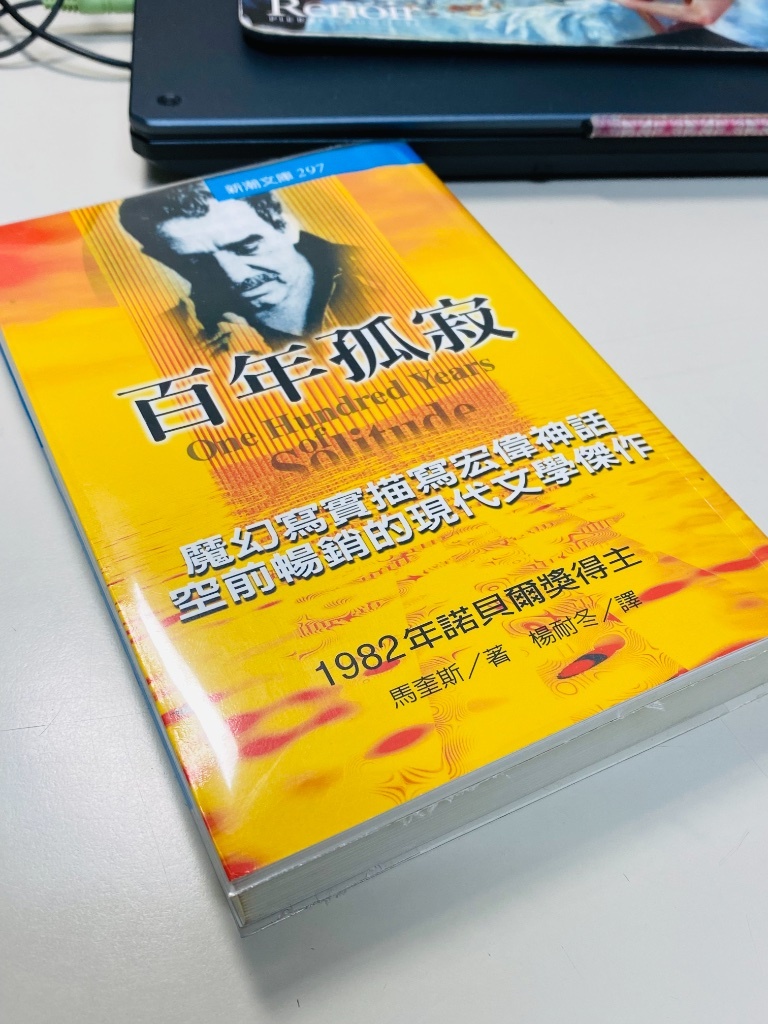 Renoir
新潮文庫 297
百年孤寂
One Hundred Years
of
Solitude
魔幻寫實描寫宏偉神話
空前暢銷的現代文學傑作
1982年諾貝爾獎得主
馬奎斯／著 楊耐冬／譯